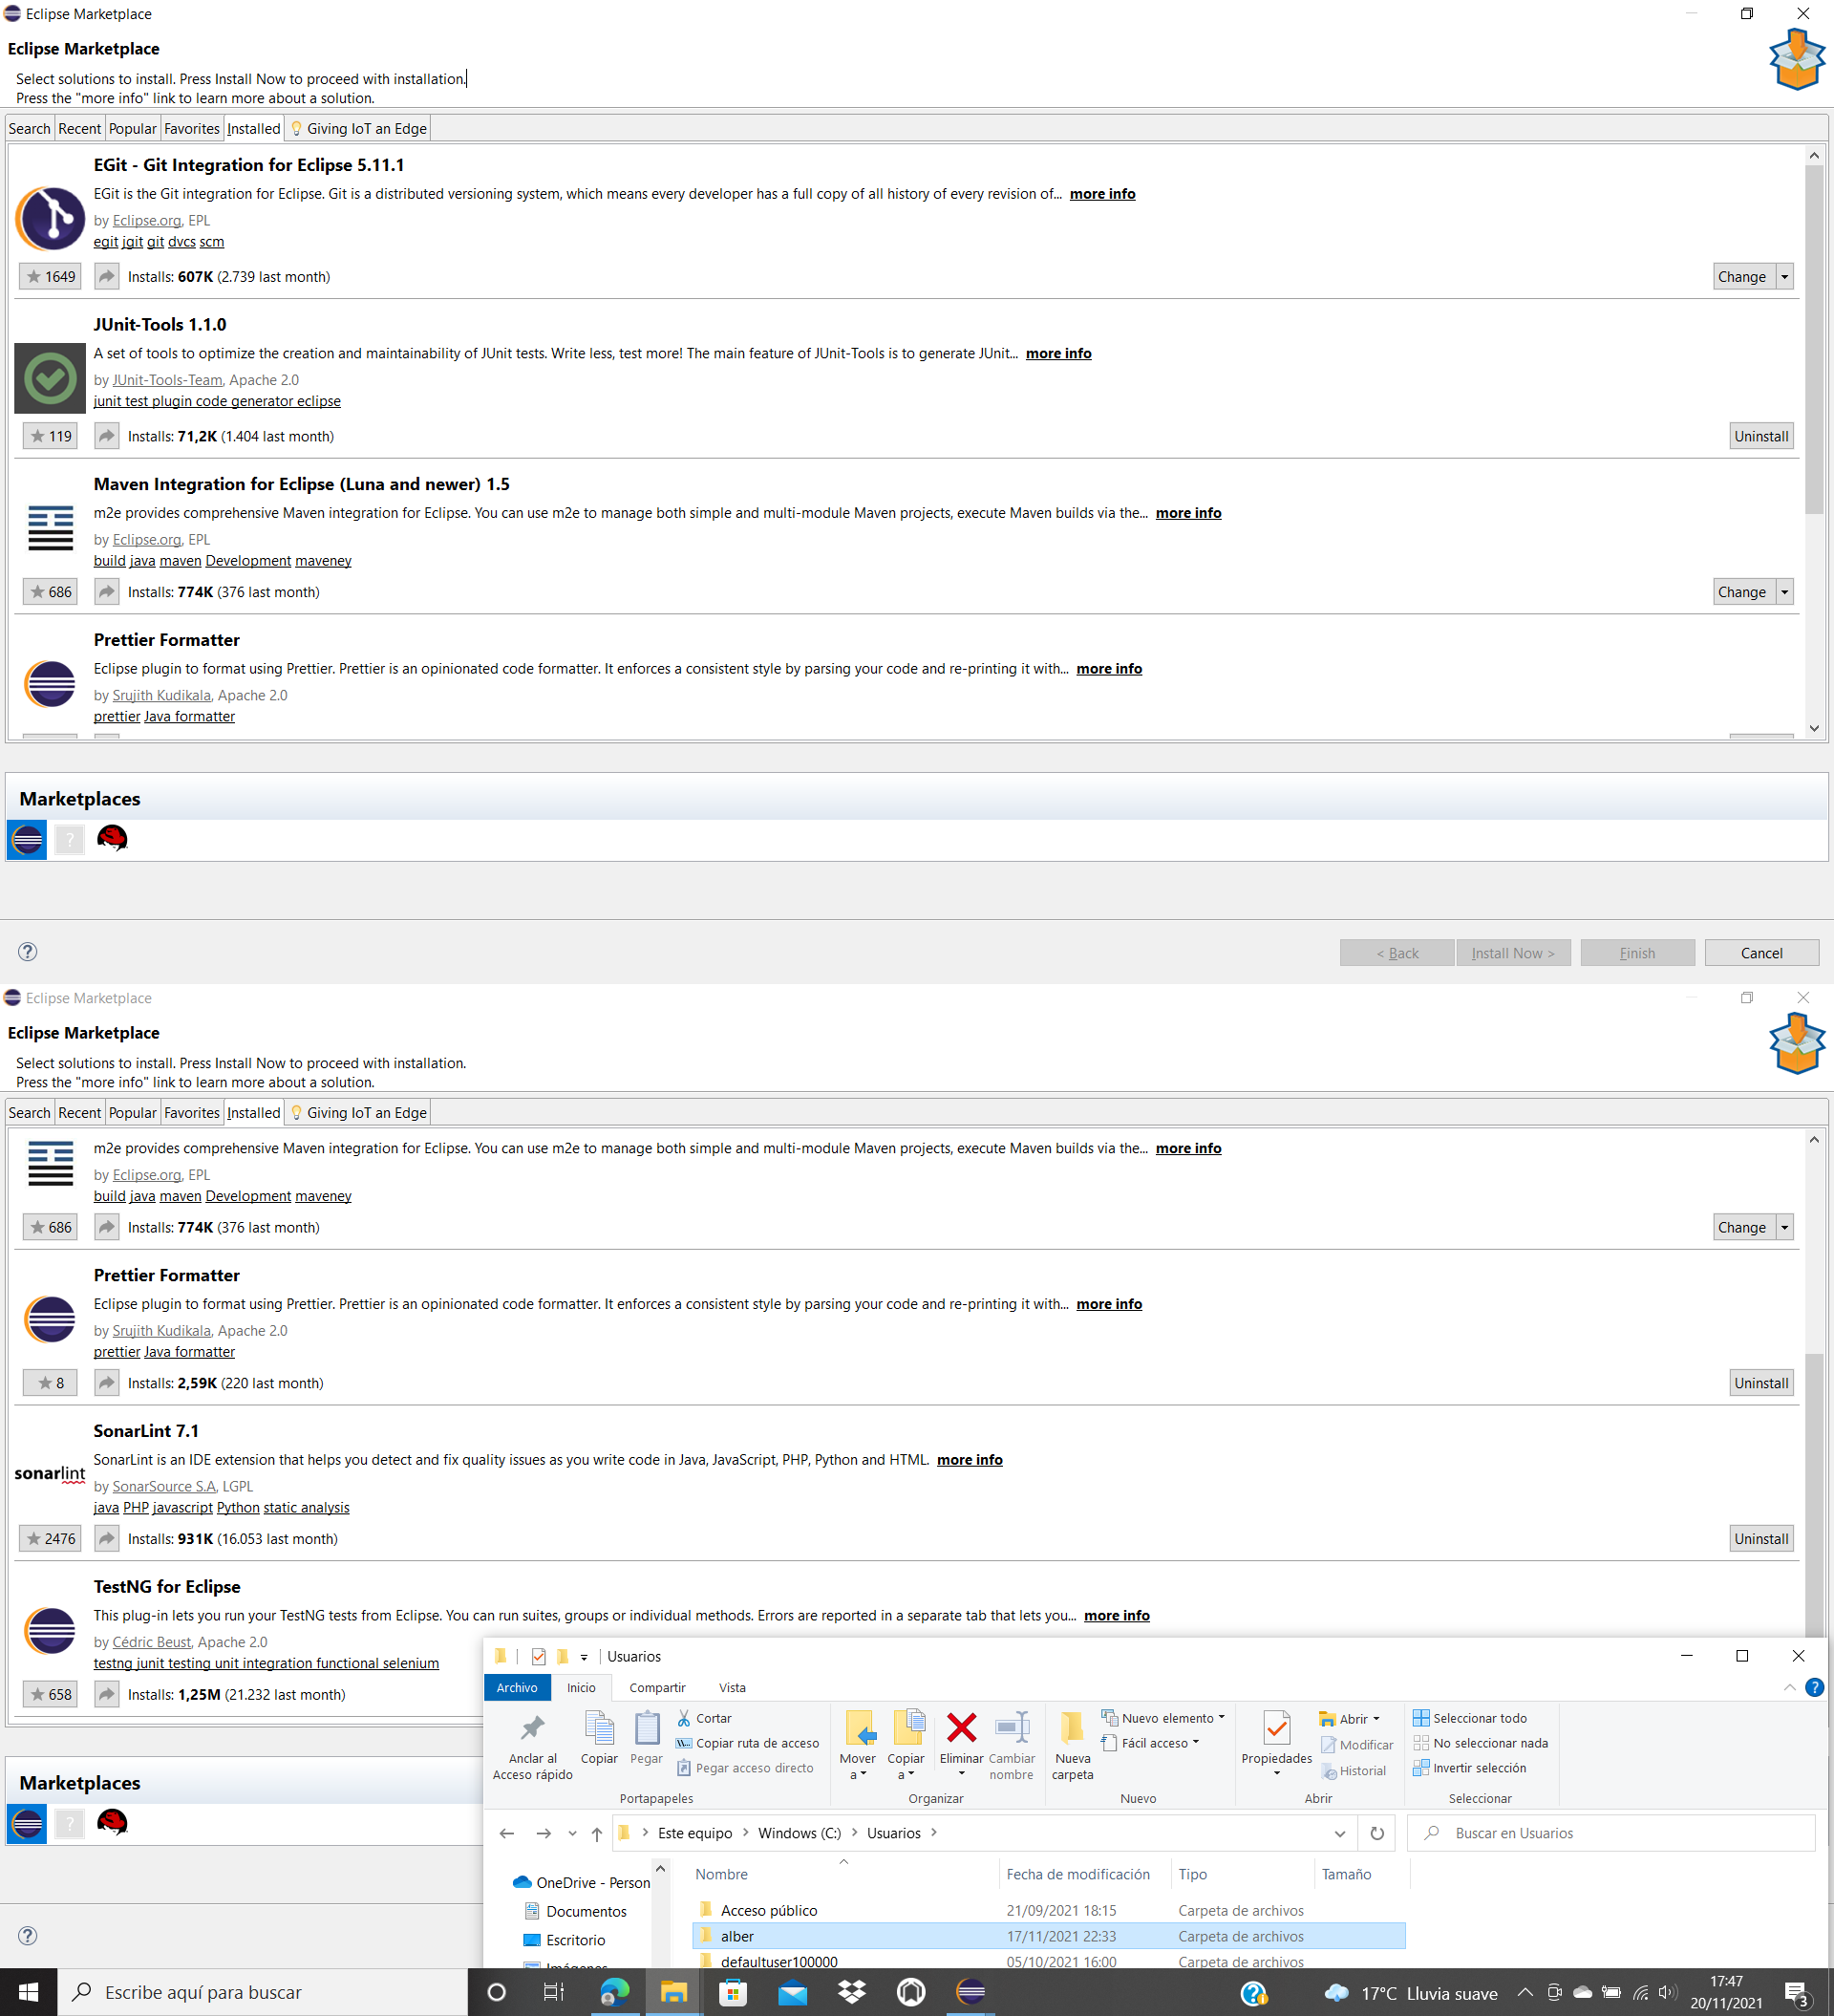 Eclipse Marketplace
Eclipse Marketplace
Select solutions to install. Press Install Now to proceed with installation.
Press the "more info" link to learn more about a solution.
Search Recent Popular Favorites Installed Giving IoT an Edge
EGit - Git Integration for Eclipse 5.11.1
EGit is the Git integration for Eclipse. Git is a distributed versioning system, which means every developer has a full copy of all history of every revision of... more info
by Eclipse.org, EPL
egit jgit git dvcs scm
1649 Installs: 607K (2.739 last month) Change
JUnit-Tools 1.1.0
A set of tools to optimize the creation and maintainability of JUnit tests. Write less, test more! The main feature of JUnit-Tools is to generate JUnit... more info
by JUnit-Tools-Team, Apache 2.0
junit test plugin code generator eclipse
119 Installs: 71,2K (1.404 last month) Uninstall
Maven Integration for Eclipse (Luna and newer) 1.5
m2e provides comprehensive Maven integration for Eclipse. You can use m2e to manage both simple and multi-module Maven projects, execute Maven builds via the... more info
by Eclipse.org, EPL
build java maven Development maveney
686 Installs: 774K (376 last month) Change
Prettier Formatter
Eclipse plugin to format using Prettier. Prettier is an opinionated code formatter. It enforces a consistent style by parsing your code and re-printing it with... more info
by Srujith Kudikala, Apache 2.0
prettier Java formatter
Marketplaces
?
? < Back Install Now > Finish Cancel
Eclipse Marketplace
Eclipse Marketplace
Select solutions to install. Press Install Now to proceed with installation.
Press the "more info" link to learn more about a solution.
Search Recent Popular Favorites Installed Giving IoT an Edge
m2e provides comprehensive Maven integration for Eclipse. You can use m2e to manage both simple and multi-module Maven projects, execute Maven builds via the... more info
by Eclipse.org, EPL
build java maven Development maveney
686 Installs: 774K (376 last month) Change
Prettier Formatter
Eclipse plugin to format using Prettier. Prettier is an opinionated code formatter. It enforces a consistent style by parsing your code and re-printing it with... more info
by Srujith Kudikala, Apache 2.0
prettier Java formatter
8 Installs: 2,59K (220 last month) Uninstall
SonarLint 7.1
SonarLint is an IDE extension that helps you detect and fix quality issues as you write code in Java, JavaScript, PHP, Python and HTML. more info
sonarlint
by SonarSource S.A, LGPL
java PHP javascript Python static analysis
2476 Installs: 931K (16.053 last month) Uninstall
TestNG for Eclipse
This plug-in lets you run your TestNG tests from Eclipse. You can run suites, groups or individual methods. Errors are reported in a separate tab that lets you... more info
by Cédric Beust, Apache 2.0
testng junit testing unit integration functional selenium
658 Installs: 1,25M (21.232 last month)
Marketplaces
?
?
Usuarios
Archivo Inicio Compartir Vista ?
Anclar al
Acceso rápido
Copiar
Pegar
Cortar
Copiar ruta de acceso
Pegar acceso directo
Portapapeles
Mover
a
Copiar
a
Eliminar
Cambiar
nombre
Organizar
Nueva
carpeta
Nuevo elemento
Fácil acceso
Nuevo
Propiedades
Abrir
Modificar
Historial
Abrir
Seleccionar todo
No seleccionar nada
Invertir selección
Seleccionar
Este equipo > Windows (C:) > Usuarios >
Buscar en Usuarios
OneDrive - Person
Documentos
Escritorio
Imágenes
Nombre Fecha de modificación Tipo Tamaño
Acceso público 21/09/2021 18:15 Carpeta de archivos
alber 17/11/2021 22:33 Carpeta de archivos
defaultuser100000 05/10/2021 16:00 Carpeta de archivos
Escribe aquí para buscar
17°C Lluvia suave
17:47
20/11/2021
3